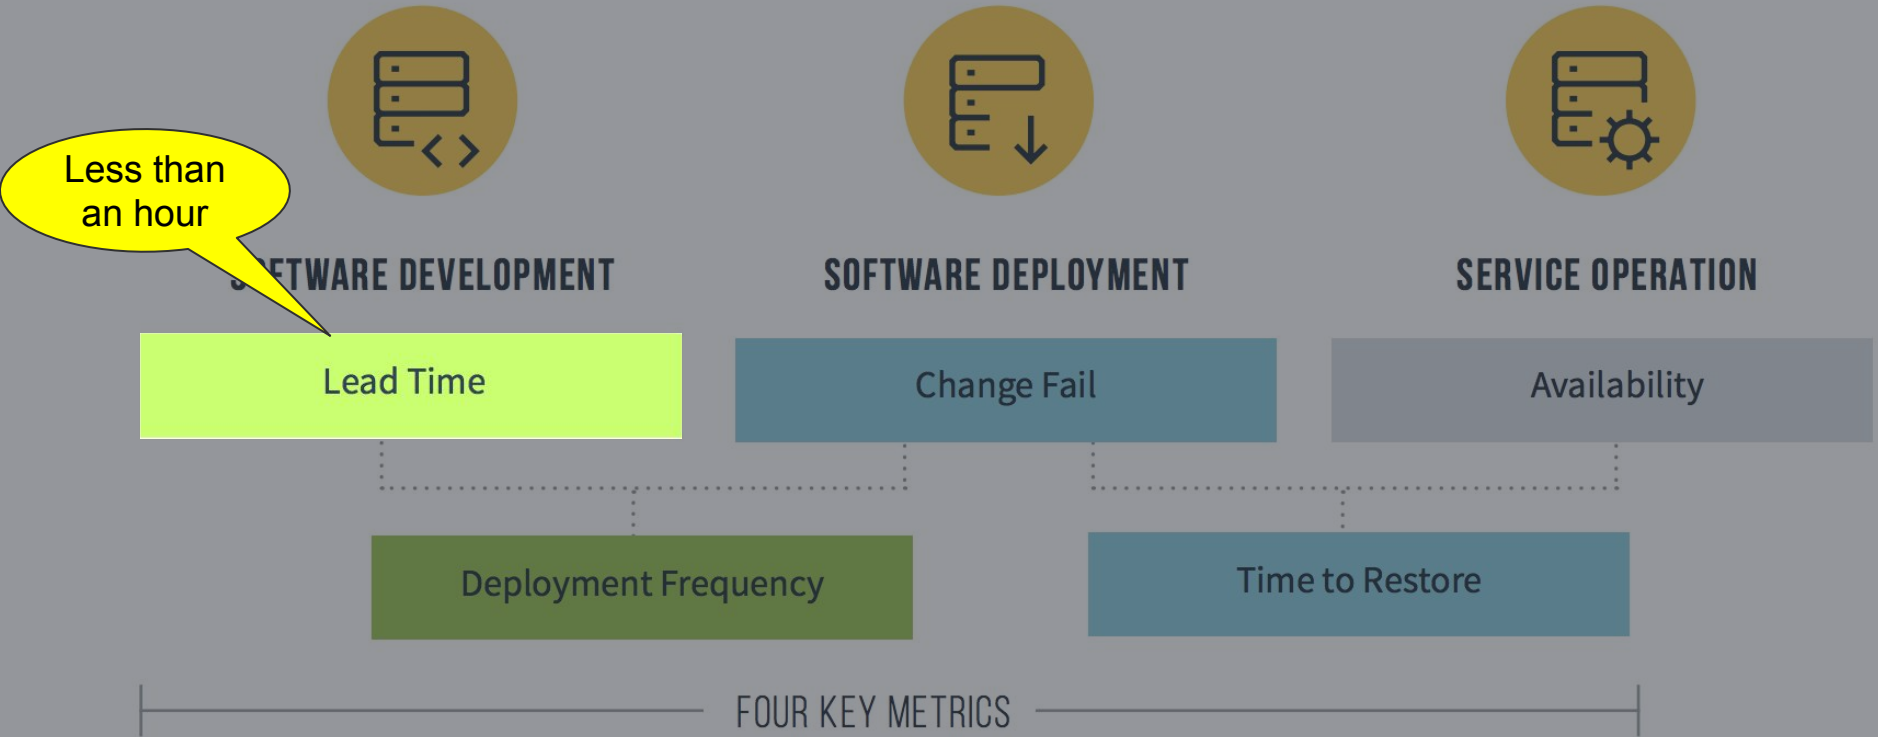 Less than
an hour
SOFTWARE DEVELOPMENT
SOFTWARE DEPLOYMENT
SERVICE OPERATION
Lead Time
Change Fail
Availability
Deployment Frequency
Time to Restore
FOUR KEY METRICS